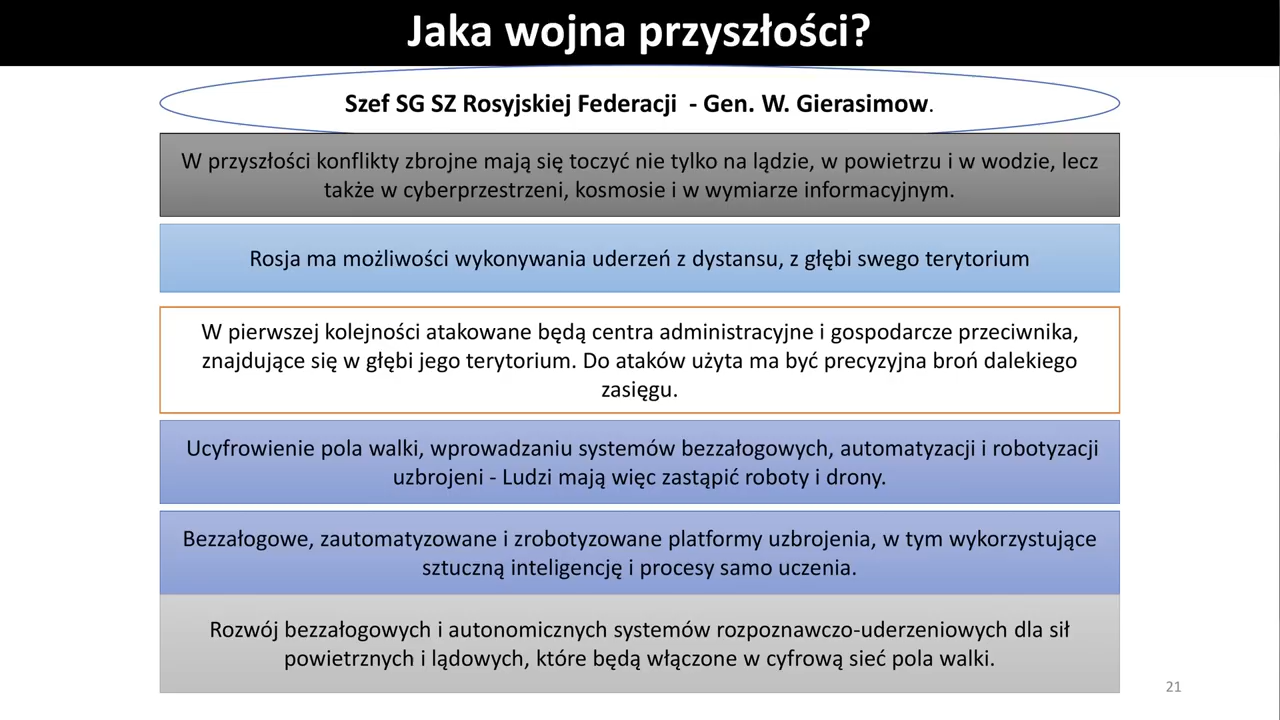 Jaka wojna przyszłości?
Szef SG SZ Rosyjskiej Federacji - Gen. W. Gierasimow.
W przyszłości konflikty zbrojne mają się toczyć nie tylko na lądzie, w powietrzu i w wodzie, lecz
także w cyberprzestrzeni, kosmosie i w wymiarze informacyjnym.
Rosja ma możliwości wykonywania uderzeń z dystansu, z głębi swego terytorium
W pierwszej kolejności atakowane będą centra administracyjne i gospodarcze przeciwnika,
znajdujące się w głębi jego terytorium. Do ataków użyta ma być precyzyjna broń dalekiego
zasięgu.
Ucyfrowienie pola walki, wprowadzaniu systemów bezzałogowych, automatyzacji i robotyzacji
uzbrojeni - Ludzi mają więc zastąpić roboty i drony.
Bezzałogowe, zautomatyzowane i zrobotyzowane platformy uzbrojenia, w tym wykorzystujące
sztuczną inteligencję i procesy samo uczenia.
Rozwój bezzałogowych i autonomicznych systemów rozpoznawczo-uderzeniowych dla sił
powietrznych i lądowych, które będą włączone w cyfrową sieć pola walki.
21